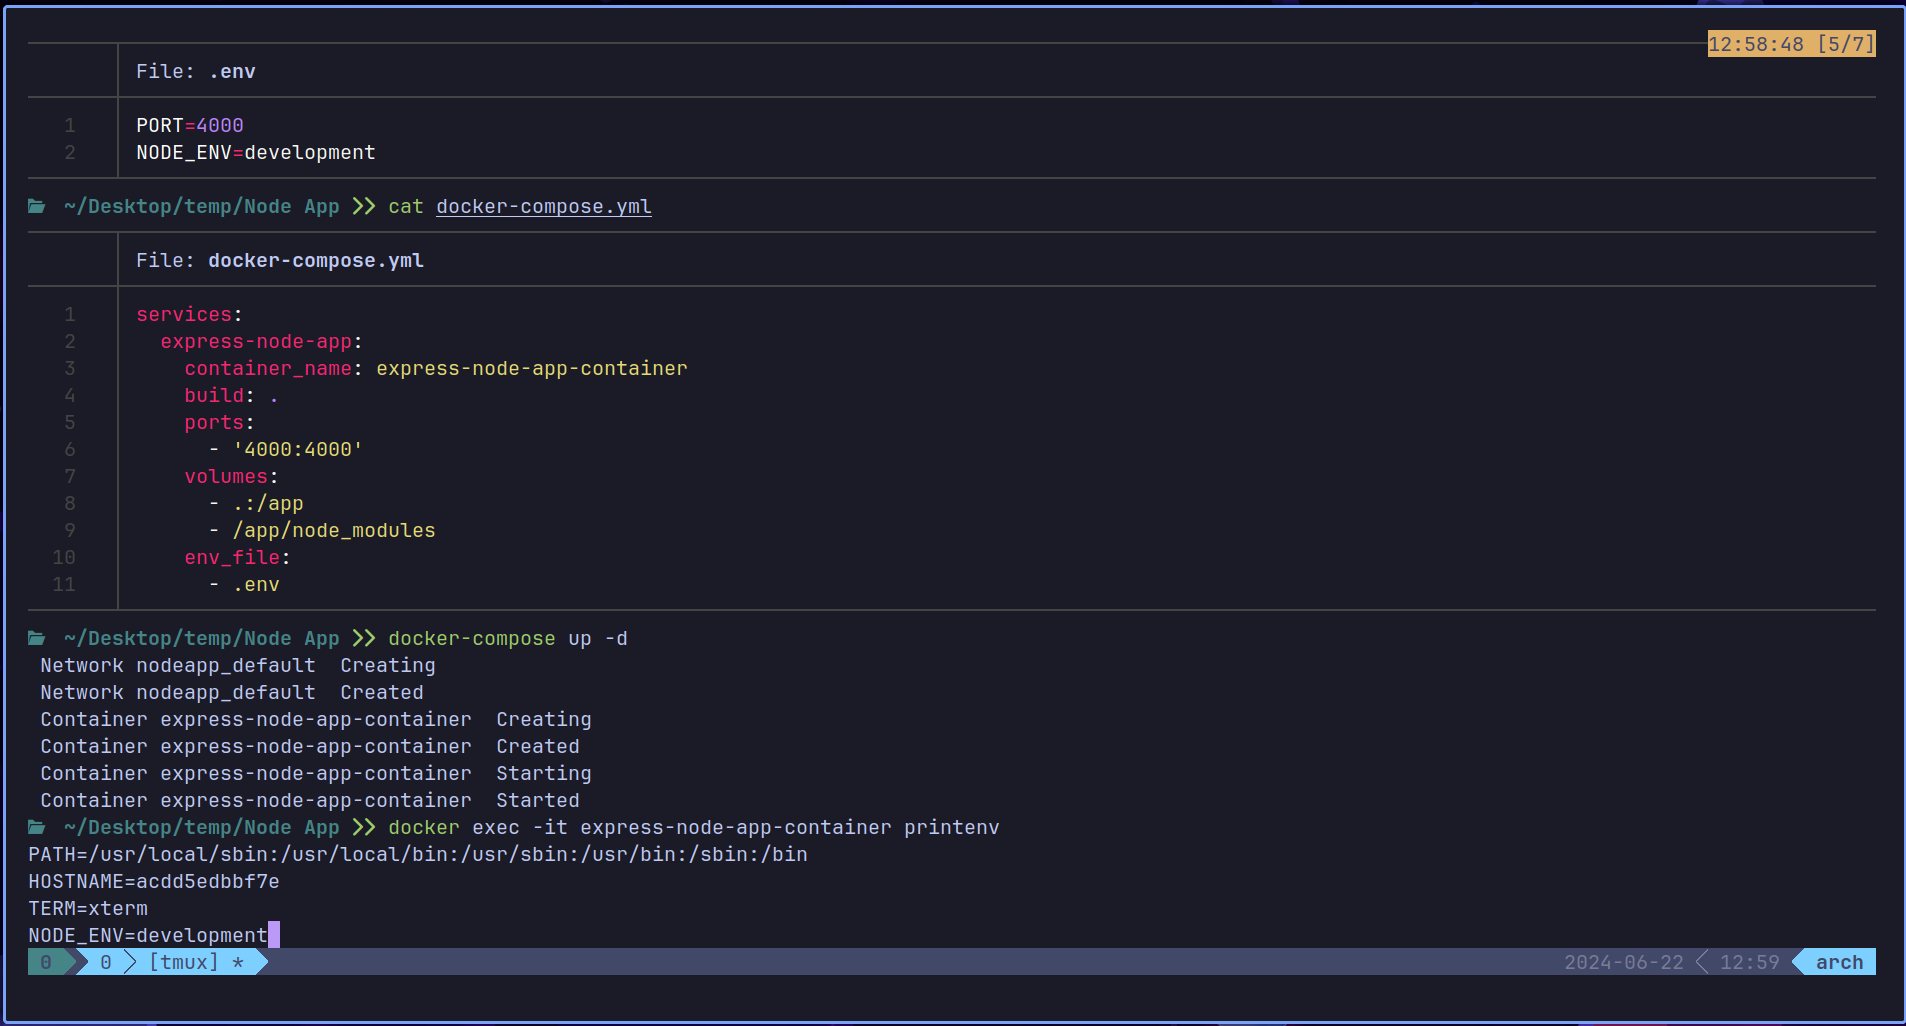 12:58:48 [5/7]
File: .env
1 PORT=4000
2 NODE_ENV=development
~/Desktop/temp/Node App >> cat docker-compose.yml
File: docker-compose.yml
1 services:
2   express-node-app:
3     container_name: express-node-app-container
4     build: .
5     ports:
6       - '4000:4000'
7     volumes:
8       - .:/app
9       - /app/node_modules
10     env_file:
11       - .env
~/Desktop/temp/Node App >> docker-compose up -d
Network nodeapp_default  Creating
Network nodeapp_default  Created
Container express-node-app-container  Creating
Container express-node-app-container  Created
Container express-node-app-container  Starting
Container express-node-app-container  Started
~/Desktop/temp/Node App >> docker exec -it express-node-app-container printenv
PATH=/usr/local/sbin:/usr/local/bin:/usr/sbin:/usr/bin:/sbin:/bin
HOSTNAME=acdd5edbbf7e
TERM=xterm
NODE_ENV=development
0 0 [tmux] * 2024-06-22 12:59 arch